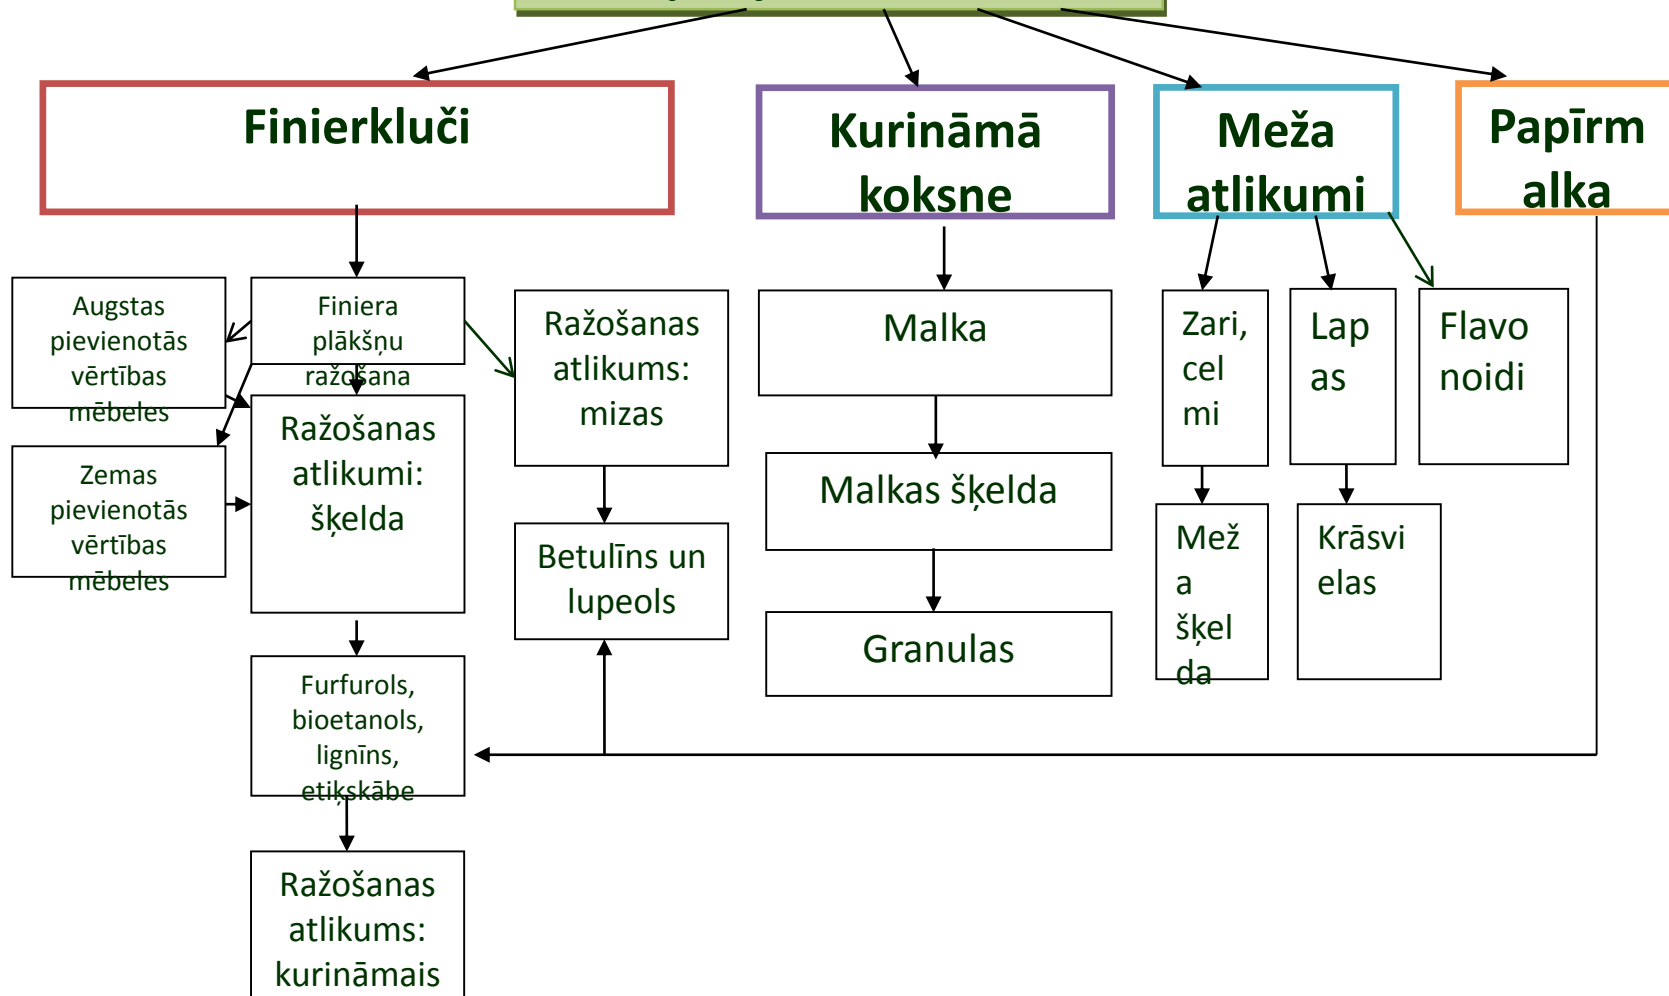 Finierkluči
Kurināmā
koksne
Meža
atlikumi
Papīrm
alka
Augstas
pievienotās
vērtības
mēbeles
Finiera
plākšņu
ražošana
Ražošanas
atlikums:
mizas
Malka
Zari,
cel
mi
Lap
as
Flavo
noidi
Zemas
pievienotās
vērtības
mēbeles
Ražošanas
atlikumi:
šķelda
Betulīns un
lupeols
Malkas šķelda
Mež
a
šķel
da
Krāsvi
elas
Granulas
Furfurols,
bioetanols,
lignīns,
etiķskābe
Ražošanas
atlikums:
kurināmais